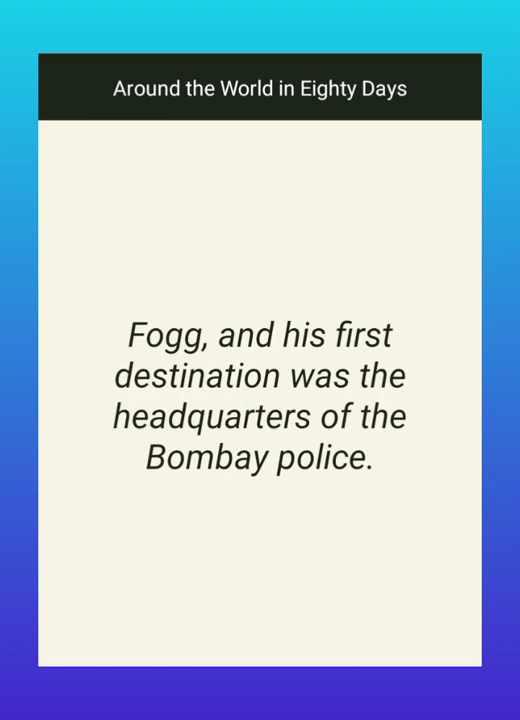 Around the World in Eighty Days
Fogg, and his first
destination was the
headquarters of the
Bombay police.